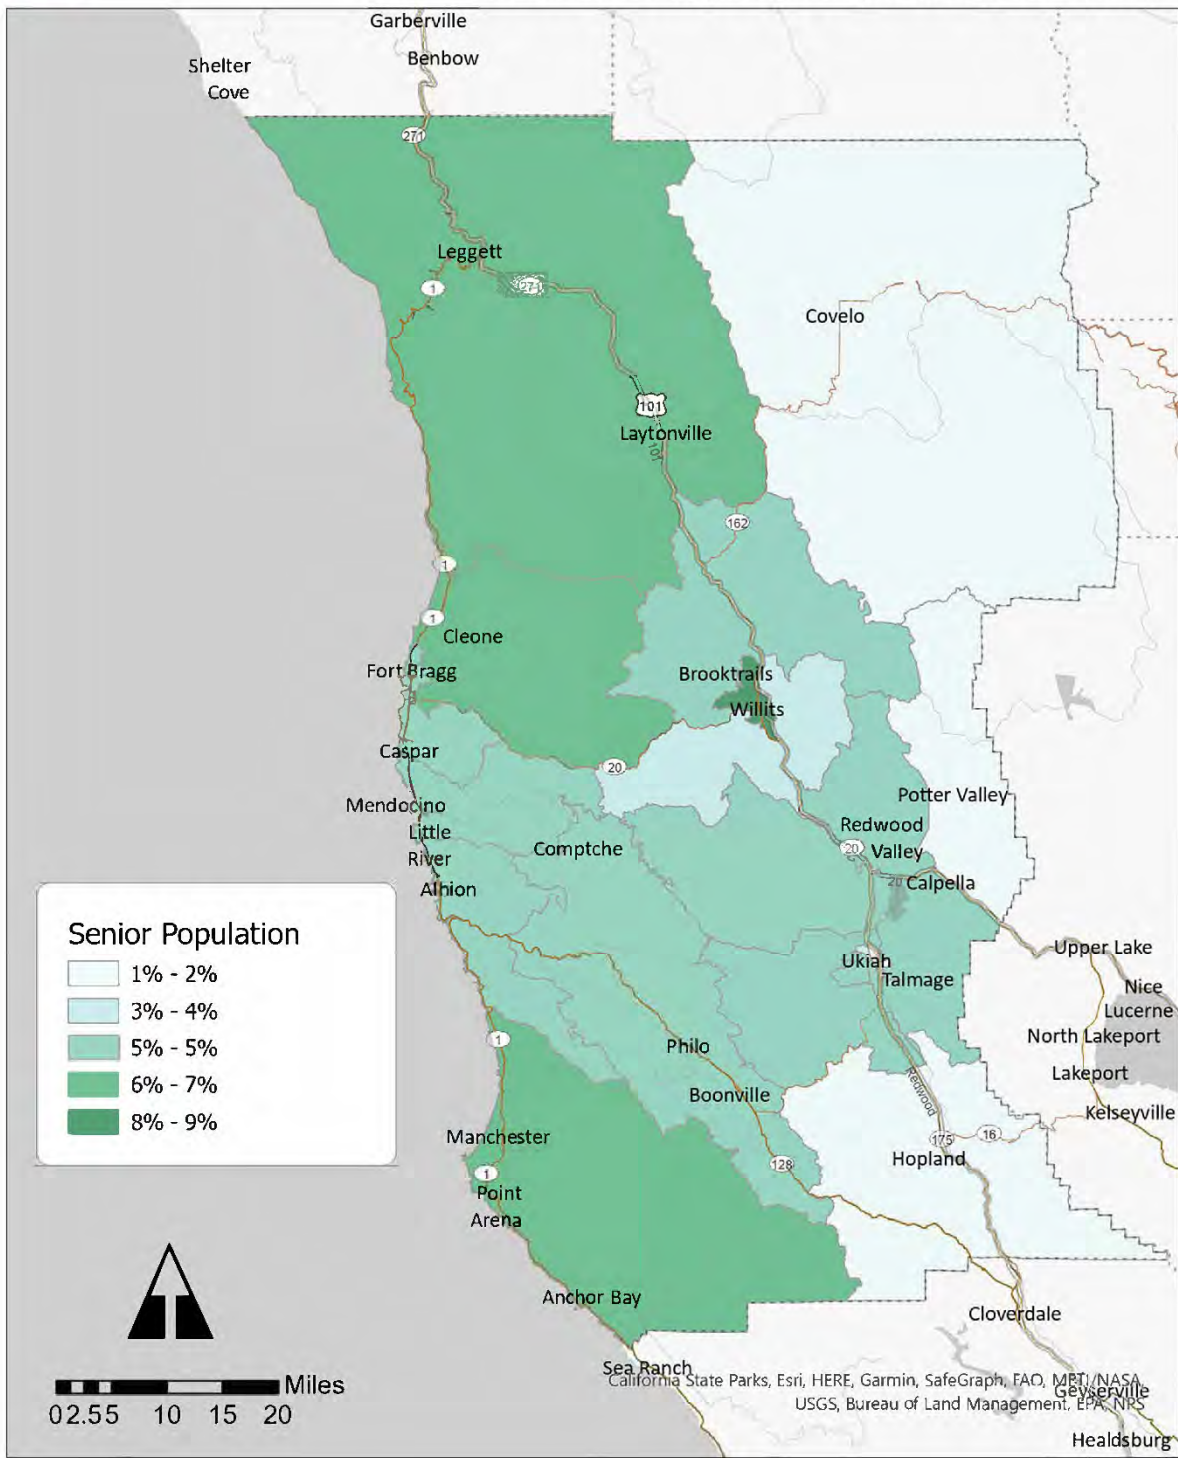 Garberville
Benbow
Shelter
Cove
271
Leggett
1
271
Covelo
101
Laytonville
101
162
1
1
Cleone
Fort Bragg
Brooktrails
Willits
Caspar
20
Potter Valley
Mendocino
Little
River
Redwood
Valley
20
Comptche
Albion
20
Calpella
Senior Population
1% - 2%
3% - 4%
5% - 5%
6% - 7%
8% - 9%
Ukiah
Talmage
Upper Lake
Nice
Lucerne
North Lakeport
Lakeport
Kelseyville
1
Philo
Boonville
Redwood
Manchester
175
16
Hopland
128
1
Point
Arena
Anchor Bay
Cloverdale
Sea Ranch
California State Parks, Esri, HERE, Garmin, SafeGraph, FAO, METI/NASA,
USGS, Bureau of Land Management, EPA, NPS
Geyserville
Healdsburg
Miles
0 2.5 5 10 15 20